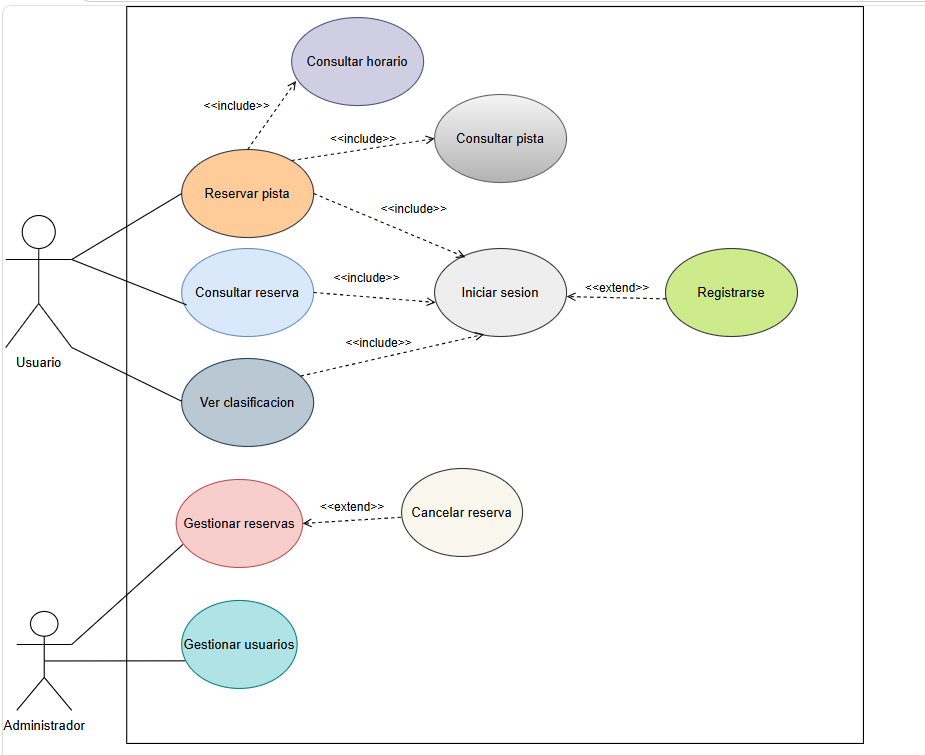 Consultar horario
<<include>>
<<include>>
Consultar pista
Reservar pista
<<include>>
Consultar reserva
<<include>>
Iniciar sesion
<<extend>>
Registrarse
Usuario
<<include>>
Ver clasificacion
Gestionar reservas
<<extend>>
Cancelar reserva
Gestionar usuarios
Administrador